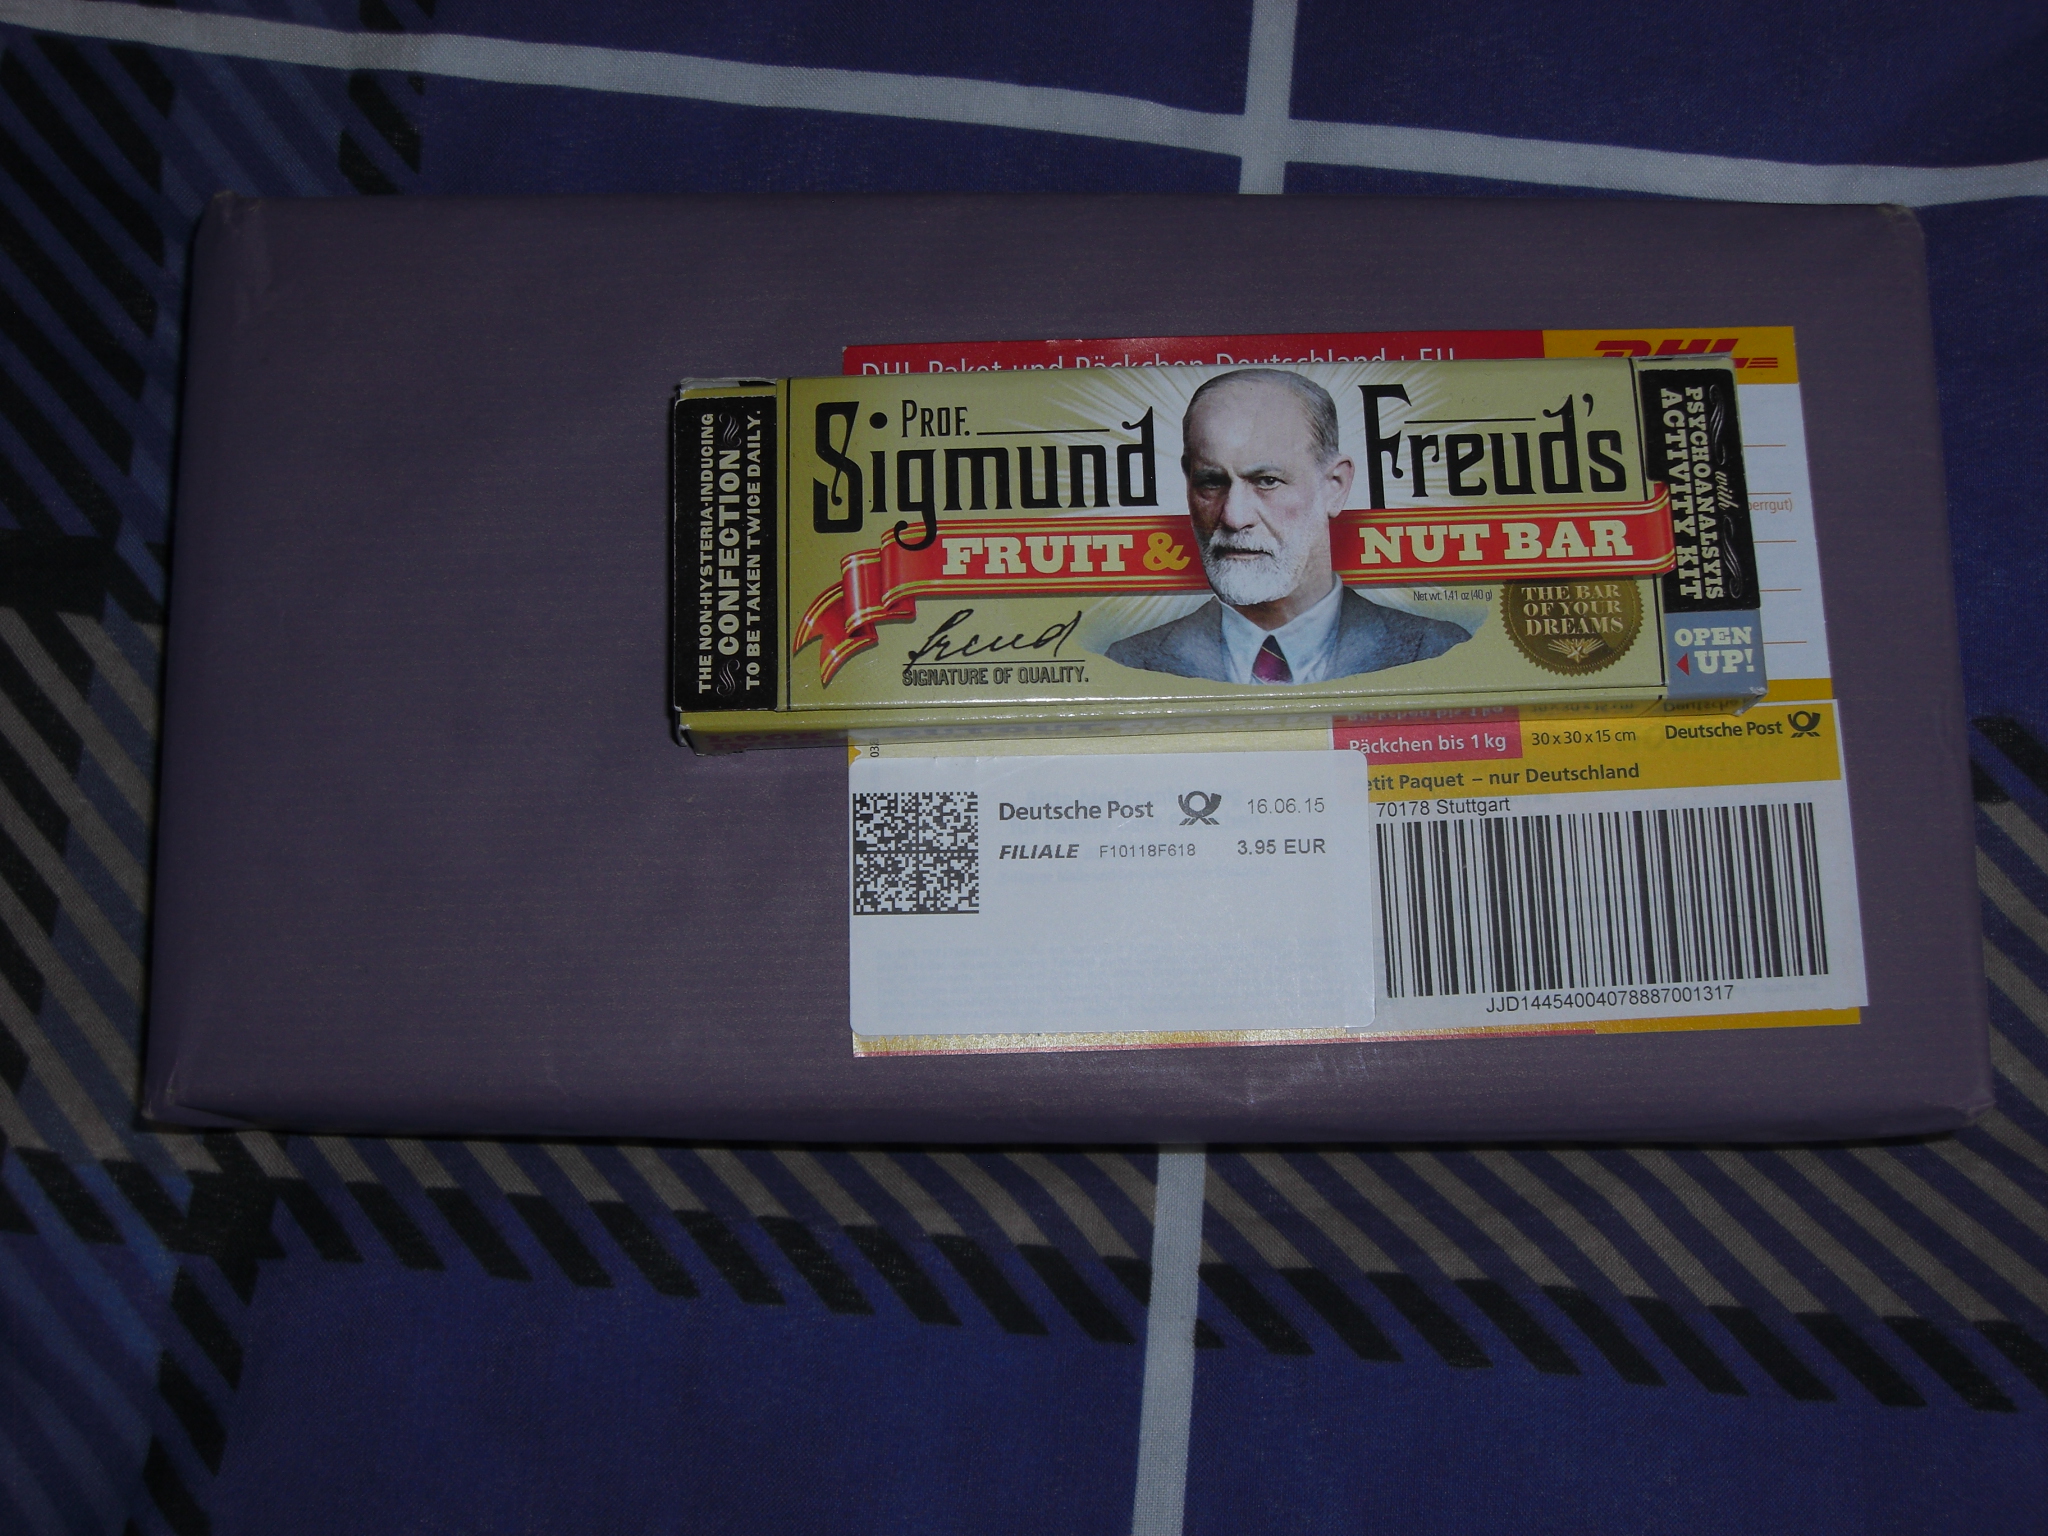 DHL Paket und Päckchen Deutschland + EU
DHL
THE NON-HYSTERIA-INDUCING
CONFECTION
TO BE TAKEN TWICE DAILY.
PROF.
Sigmund Freud's
FRUIT & NUT BAR
Net wt. 1.41 oz (40 g)
THE BAR
OF YOUR
DREAMS
Freud
SIGNATURE OF QUALITY.
with
PSYCHOANALSYIS
ACTIVITY KIT
OPEN
UP!
Päckchen bis 1 kg
30 x 30 x 15 cm
Deutsche Post
etit Paquet – nur Deutschland
70178 Stuttgart
JJD14454004078887001317
Deutsche Post 16.06.15
FILIALE F10118F618 3.95 EUR